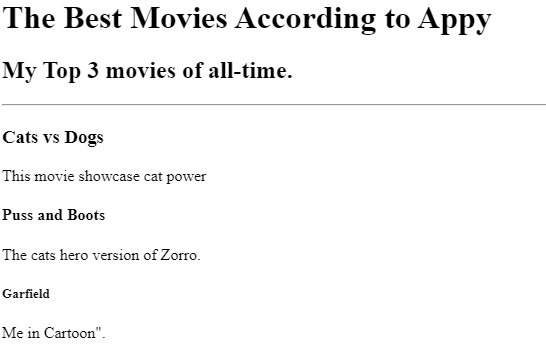 The Best Movies According to Appy
My Top 3 movies of all-time.
Cats vs Dogs
This movie showcase cat power
Puss and Boots
The cats hero version of Zorro.
Garfield
Me in Cartoon".